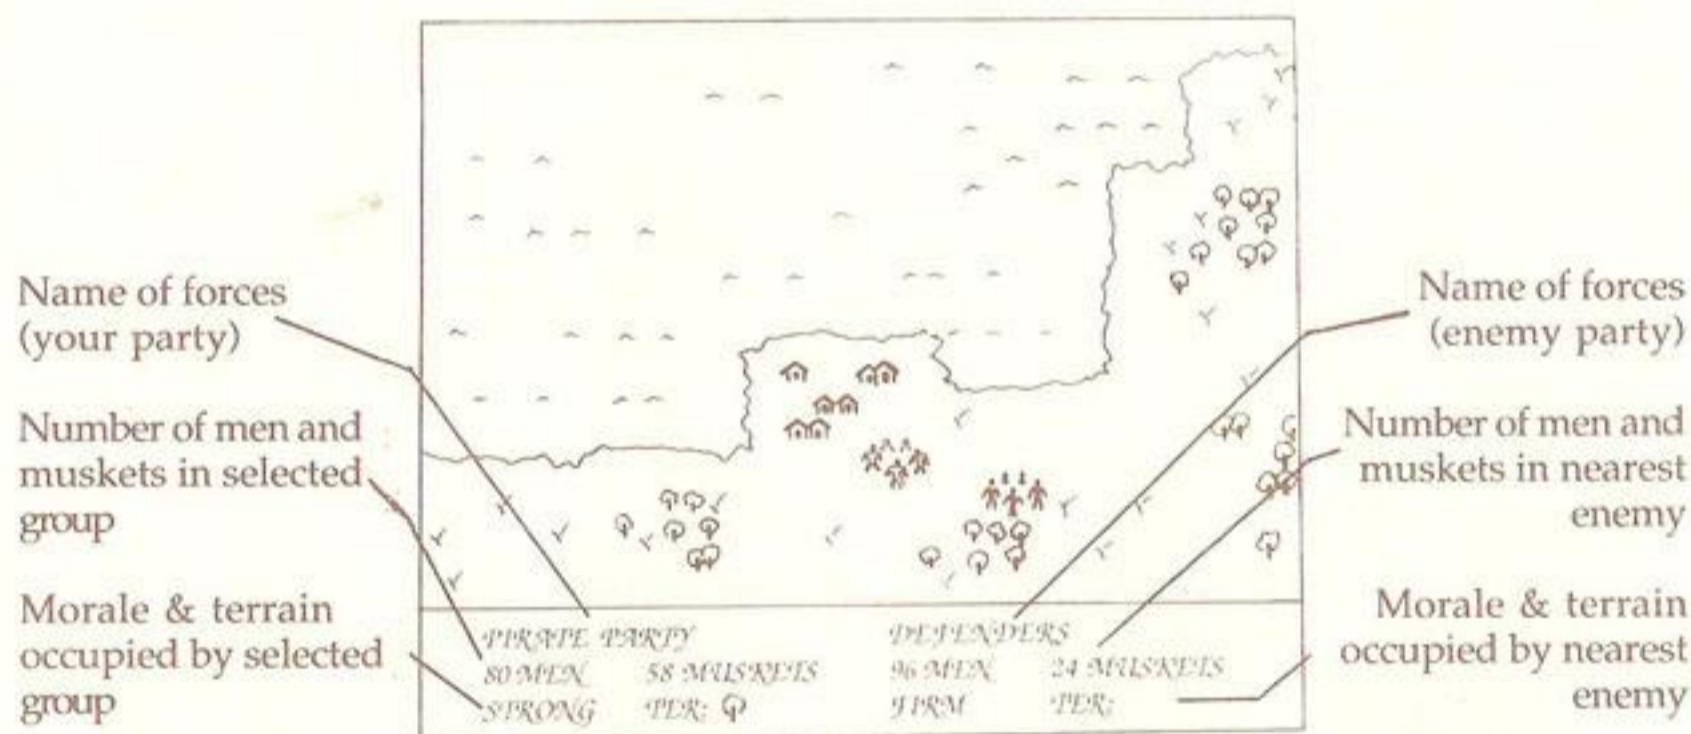 Name of forces
(your party)
Number of men and
muskets in selected
group
Morale & terrain
occupied by selected
group
PIRATE PARTY
80 MEN 58 MUSKETS
STRONG TER:
DEFENDERS
96 MEN 24 MUSKETS
FIRM TER:
Name of forces
(enemy party)
Number of men and
muskets in nearest
enemy
Morale & terrain
occupied by nearest
enemy